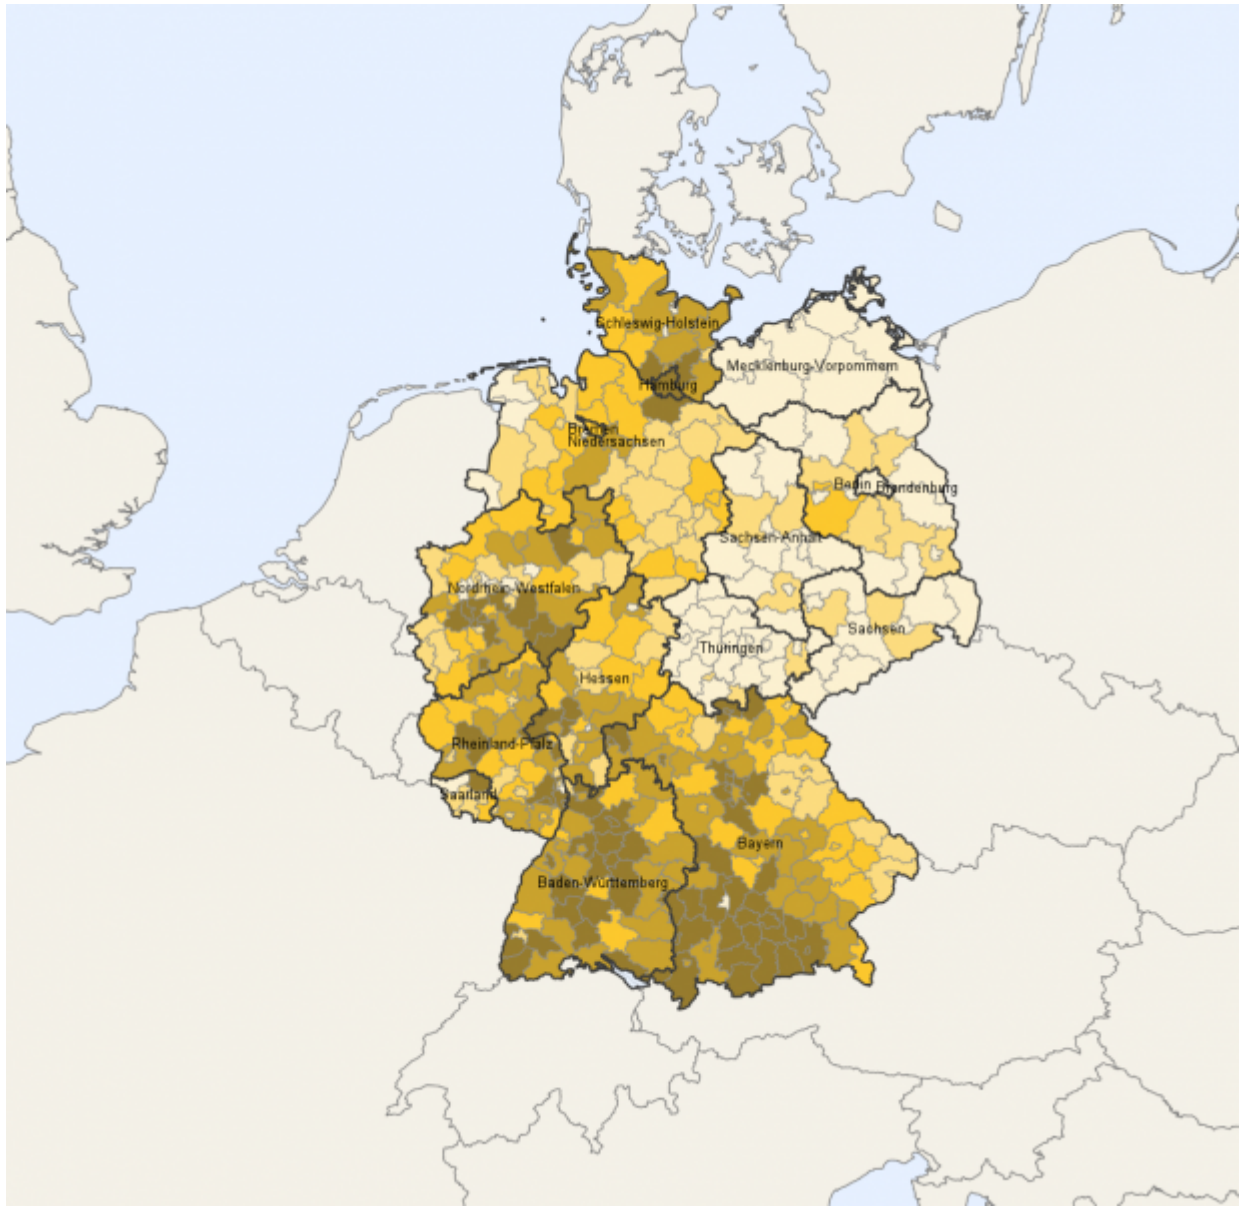 Schleswig-Holstein
Mecklenburg-Vorpommern
Hamburg
Bremen
Niedersachsen
Berlin
Brandenburg
Sachsen-Anhalt
Nordrhein-Westfalen
Sachsen
Thüringen
Hessen
Rheinland-Pfalz
Saarland
Bayern
Baden-Württemberg